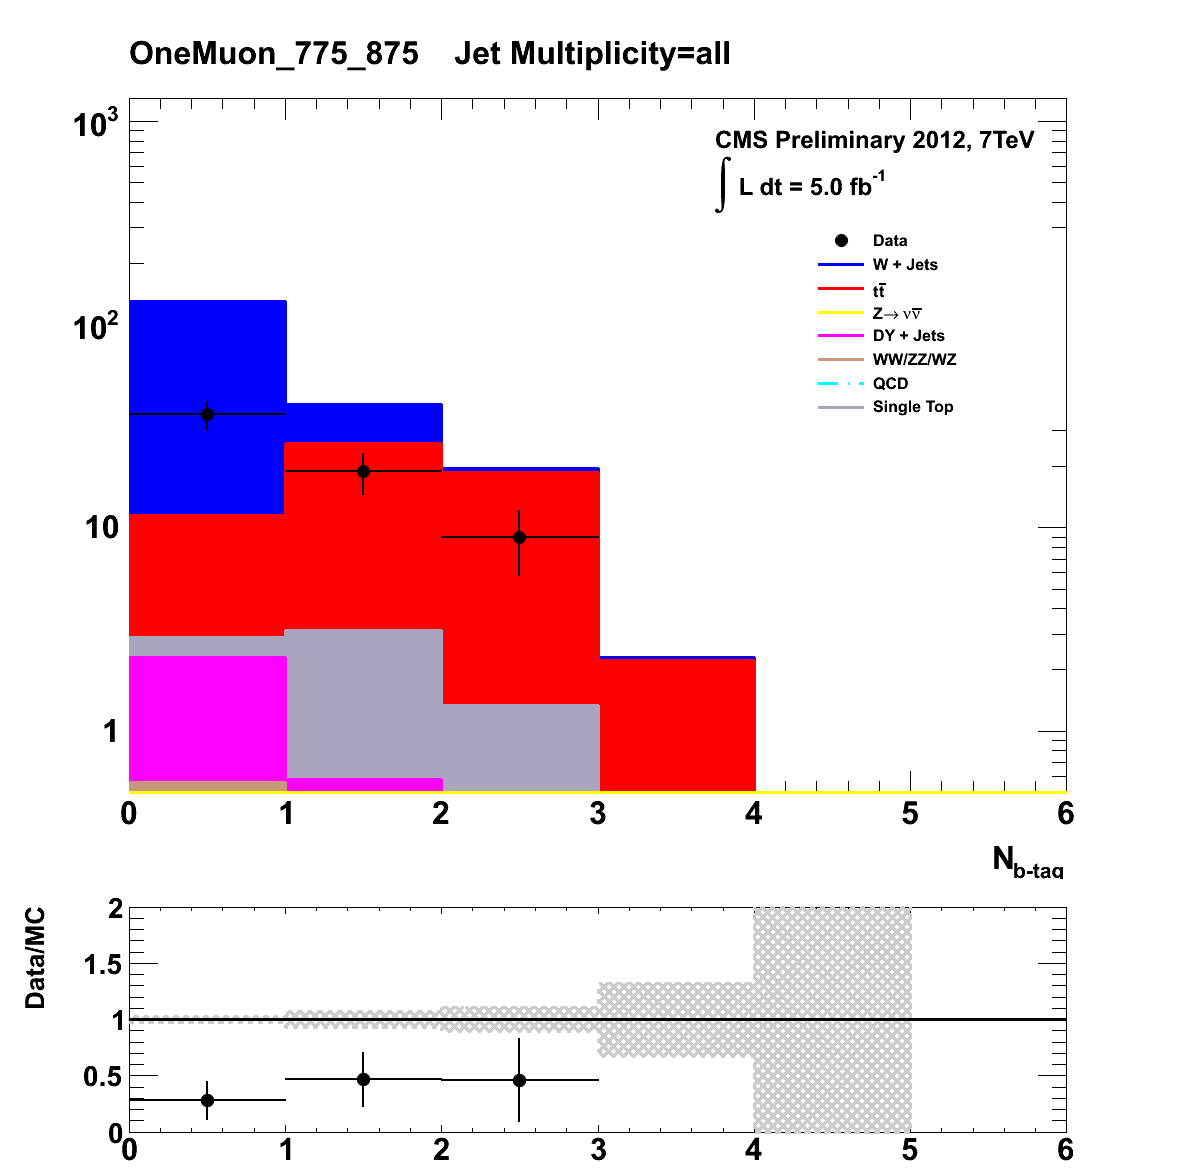 OneMuon_775_875 Jet Multiplicity=all
10³
CMS Preliminary 2012, 7TeV
∫ L dt = 5.0 fb⁻¹
Data
W + Jets
tt̅
Z→ νν̅
DY + Jets
WW/ZZ/WZ
QCD
Single Top
10²
10
1
0 1 2 3 4 5 6
N_b-tag
Data/MC
2
1.5
1
0.5
0
0 1 2 3 4 5 6